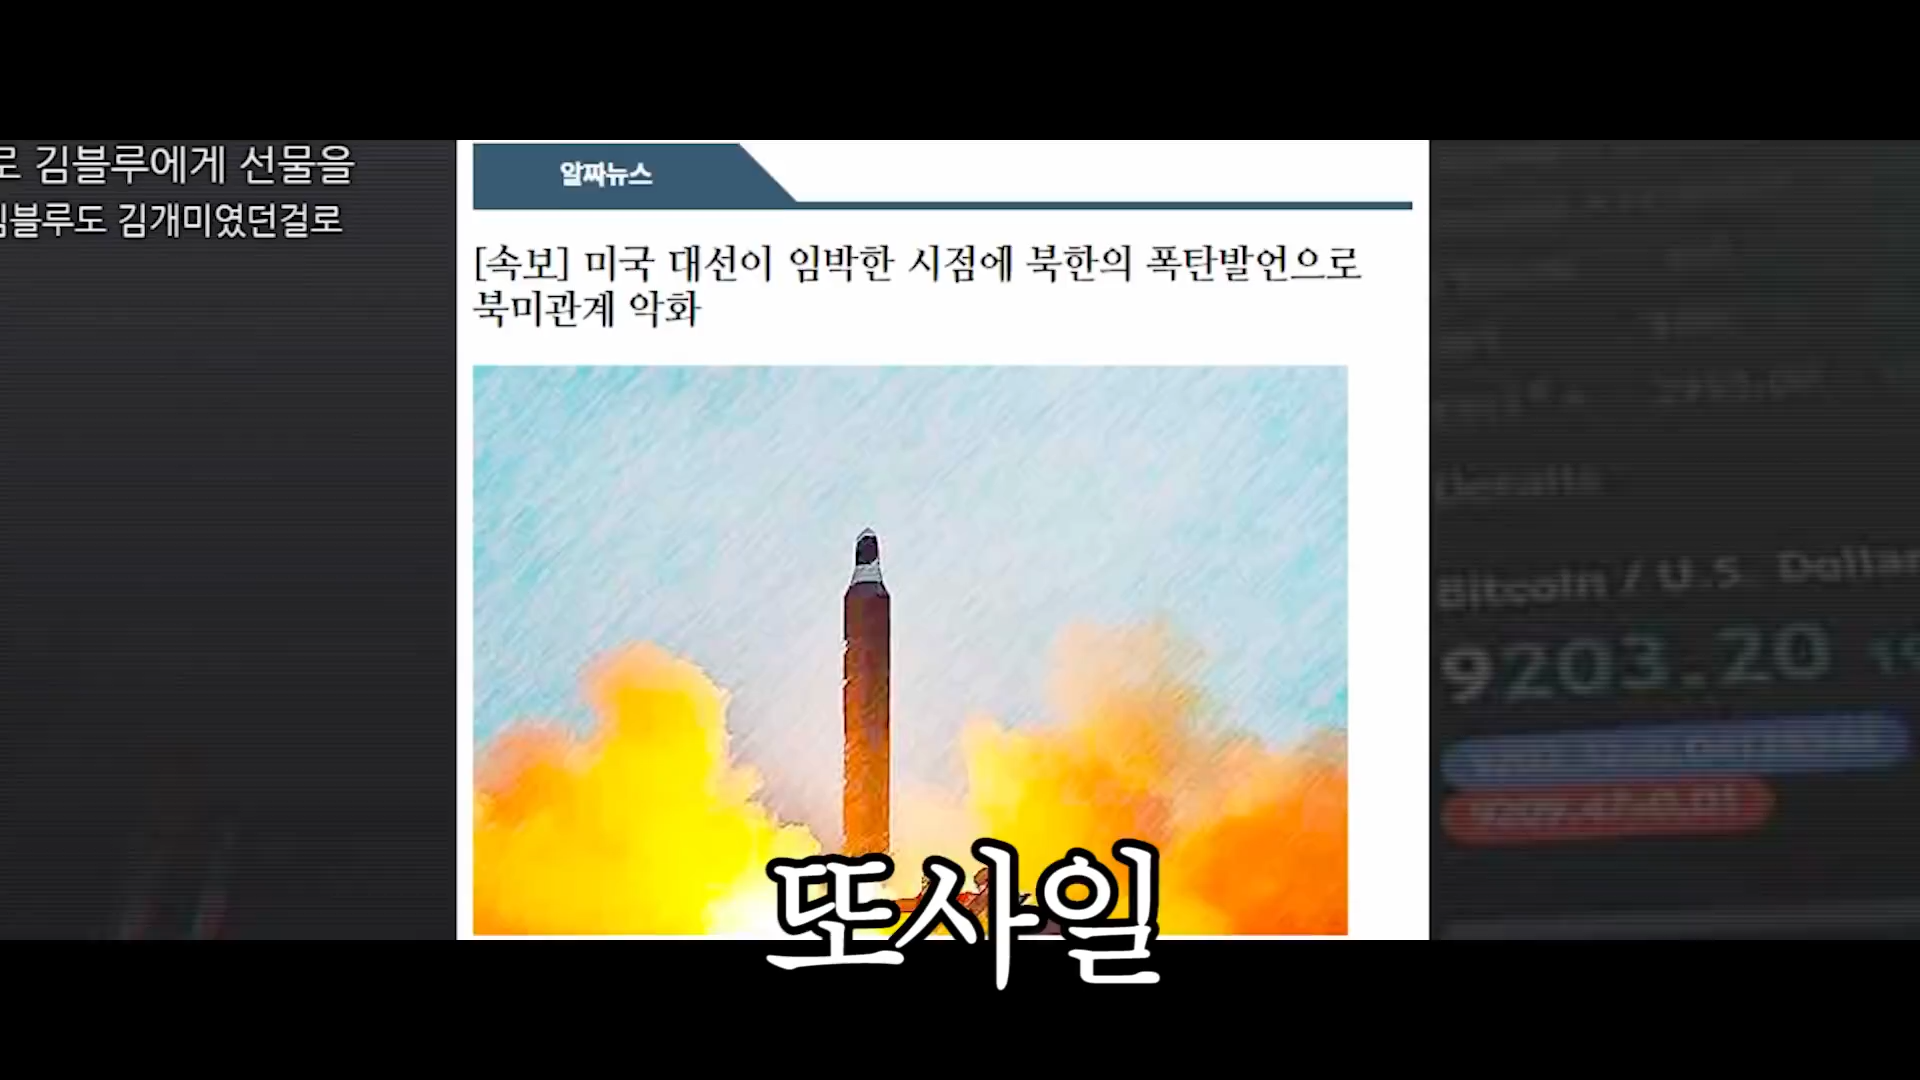 로 김블루에게 선물을
김블루도 김개미였던걸로
알짜뉴스
[속보] 미국 대선이 임박한 시점에 북한의 폭탄발언으로
북미관계 악화
Details
Bitcoin / U.S Dollar
9203.20
또사일